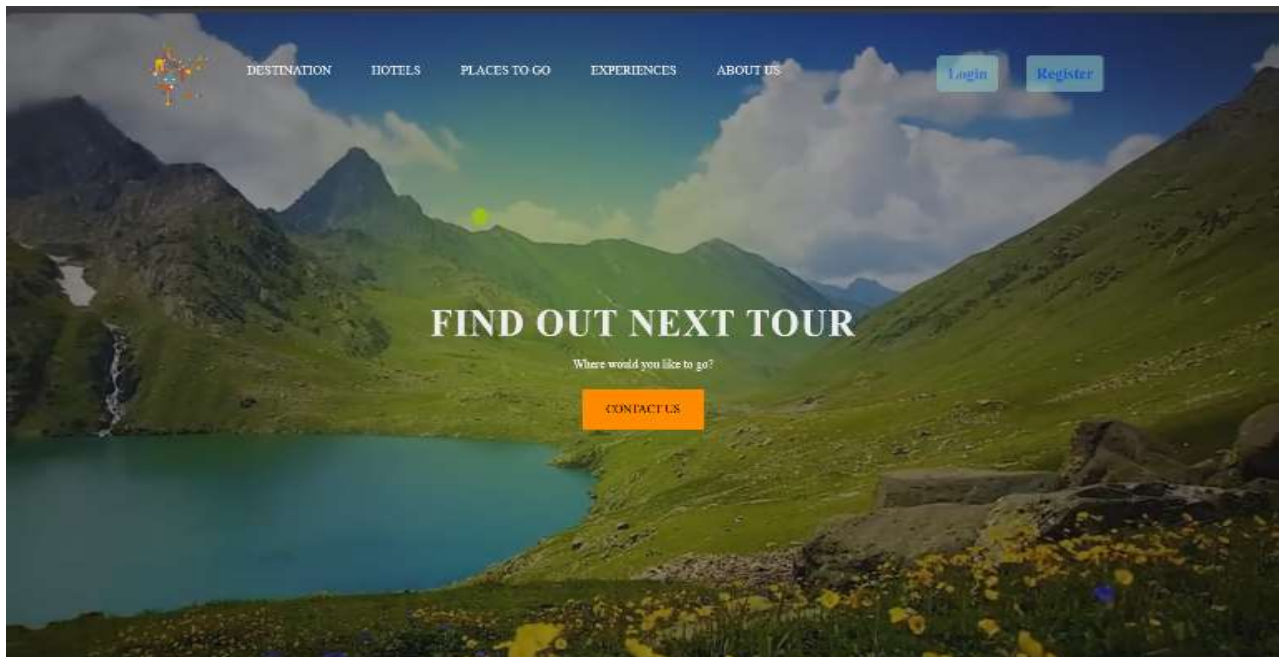 DESTINATION HOTELS PLACES TO GO EXPERIENCES ABOUT US Login Register
FIND OUT NEXT TOUR
Where would you like to go?
CONTACT US